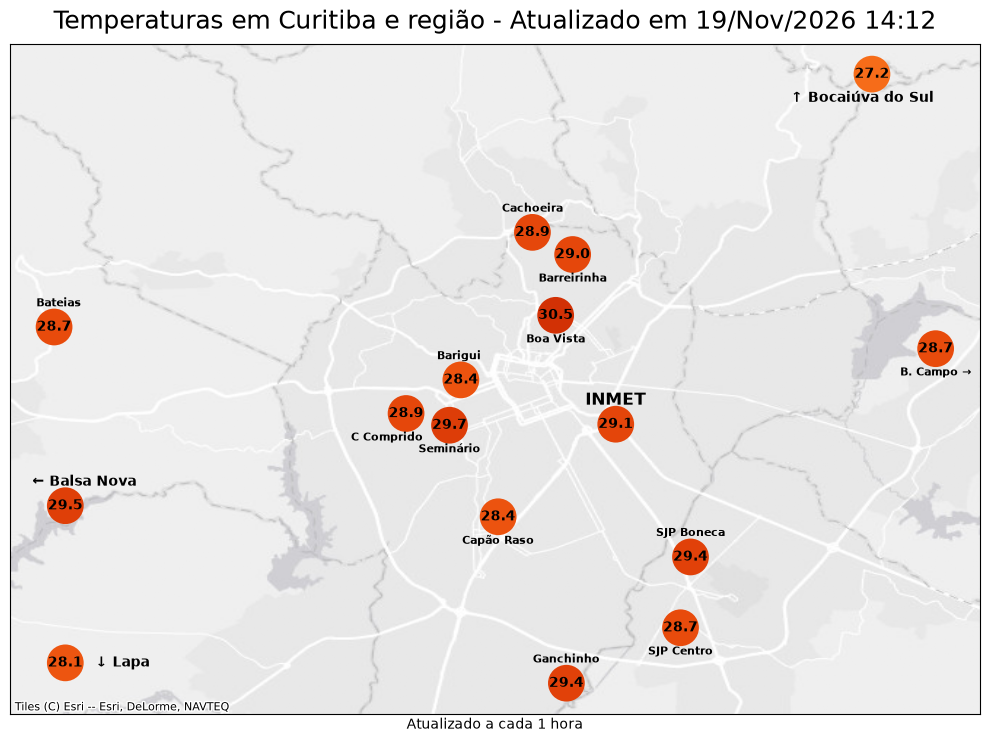 Temperaturas em Curitiba e região - Atualizado em 19/Nov/2026 14:12
27.2
↑ Bocaiúva do Sul
Cachoeira
28.9
29.0
Barreirinha
Bateias
28.7
30.5
Boa Vista
28.7
B. Campo →
Barigui
28.4
INMET
29.1
28.9
C Comprido
29.7
Seminário
← Balsa Nova
29.5
28.4
Capão Raso
SJP Boneca
29.4
28.7
SJP Centro
28.1 ↓ Lapa
Ganchinho
29.4
Tiles (C) Esri -- Esri, DeLorme, NAVTEQ
Atualizado a cada 1 hora